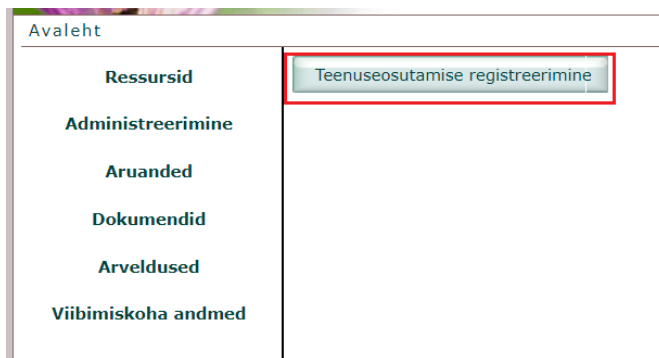 Avaleht
Ressursid
Teenuseosutamise registreerimine
Administreerimine
Aruanded
Dokumendid
Arveldused
Viibimiskoha andmed